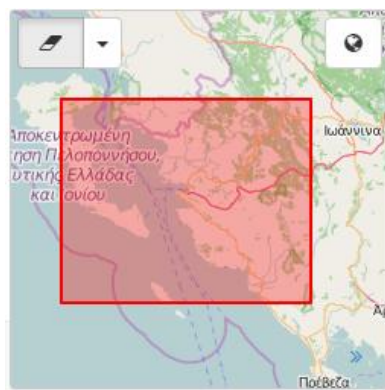 Ιωάννινα
Αποκεντρωμένη
ηση Πελοποννήσου,
υτικής Ελλάδας
και Ιονίου
Πρέβεζα